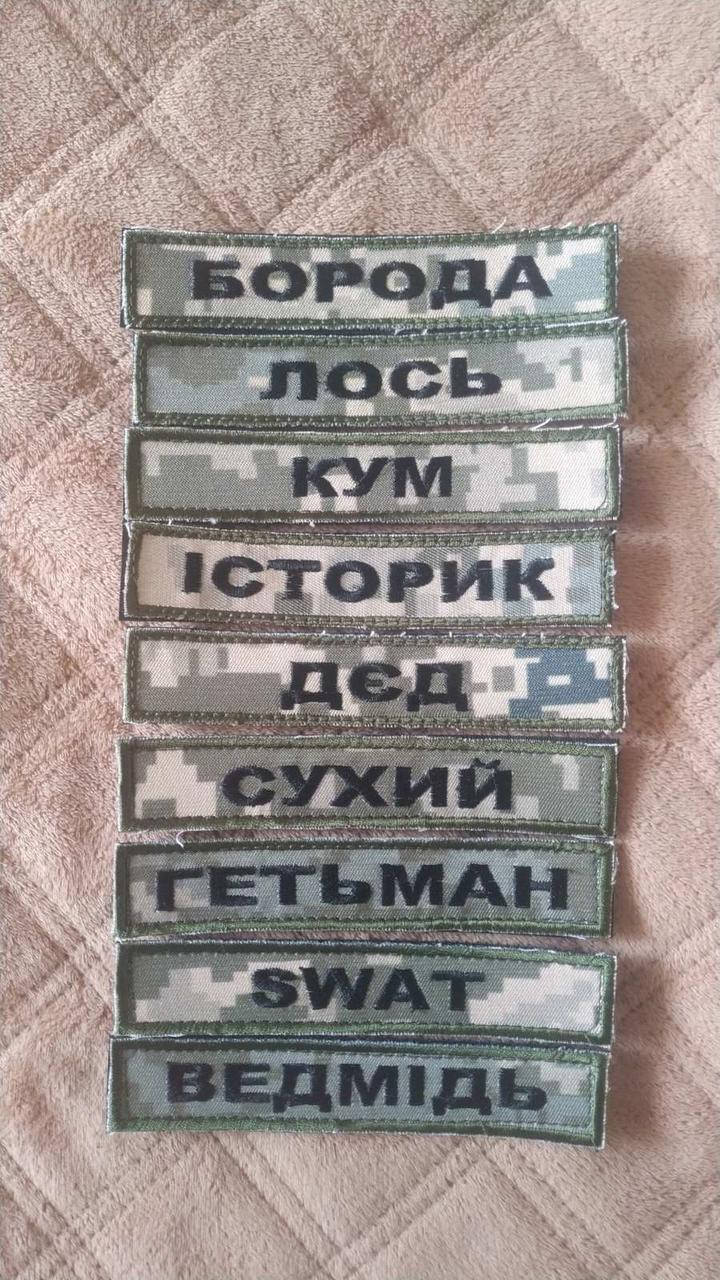 БОРОДА
ЛОСЬ
КУМ
ІСТОРИК
ДЄД
СУХИЙ
ГЕТЬМАН
SWAT
ВЕДМІДЬ